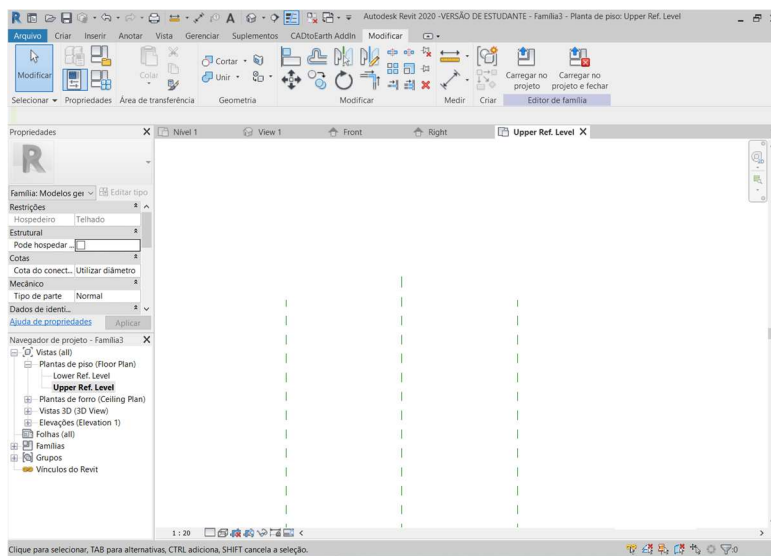 Autodesk Revit 2020 -VERSÃO DE ESTUDANTE - Família3 - Planta de piso: Upper Ref. Level
Arquivo Criar Inserir Anotar Vista Gerenciar Suplementos CADtoEarth AddIn Modificar
Modificar
Colar
Cortar
Unir
Carregar no projeto
Carregar no projeto e fechar
Selecionar Propriedades Área de transferência Geometria Modificar Medir Criar Editor de família
Propriedades X
Nível 1 View 1 Front Right Upper Ref. Level X
R
Família: Modelos ger Editar tipo
Restrições
Hospedeiro Telhado
Estrutural
Pode hospedar ...
Cotas
Cota do conect... Utilizar diâmetro
Mecânico
Tipo de parte Normal
Dados de identi...
Ajuda de propriedades Aplicar
Navegador de projeto - Família3 X
Vistas (all)
Plantas de piso (Floor Plan)
Lower Ref. Level
Upper Ref. Level
Plantas de forro (Ceiling Plan)
Vistas 3D (3D View)
Elevações (Elevation 1)
Folhas (all)
Famílias
Grupos
Vínculos do Revit
1 : 20
Clique para selecionar, TAB para alternativas, CTRL adiciona, SHIFT cancela a seleção.
:0